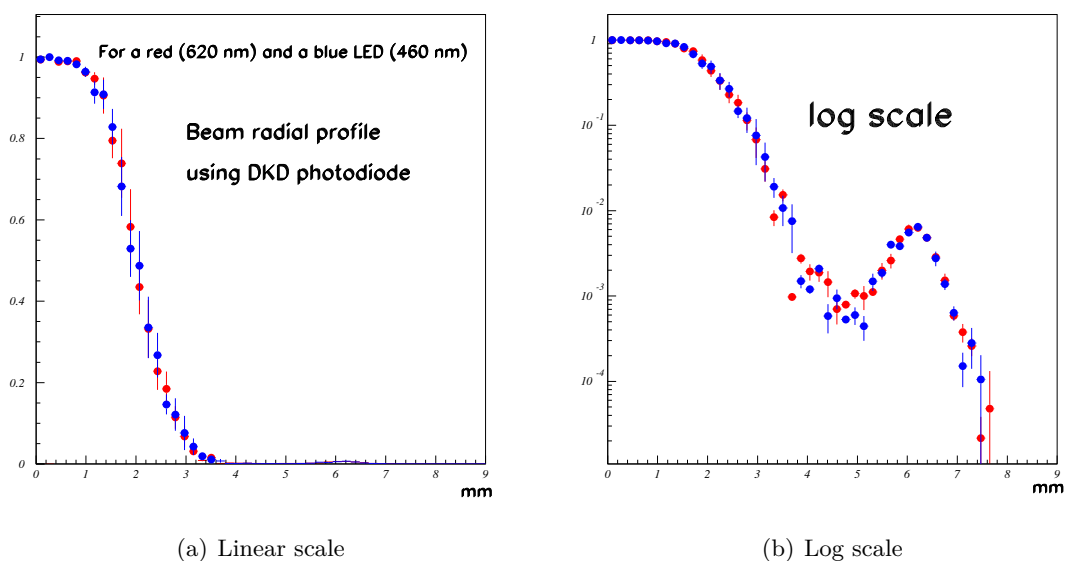 For a red (620 nm) and a blue LED (460 nm)
Beam radial profile
using DKD photodiode
1
0.8
0.6
0.4
0.2
0
0 1 2 3 4 5 6 7 8 9
mm
log scale
1
10^-1
10^-2
10^-3
10^-4
0 1 2 3 4 5 6 7 8 9
mm
(a) Linear scale
(b) Log scale